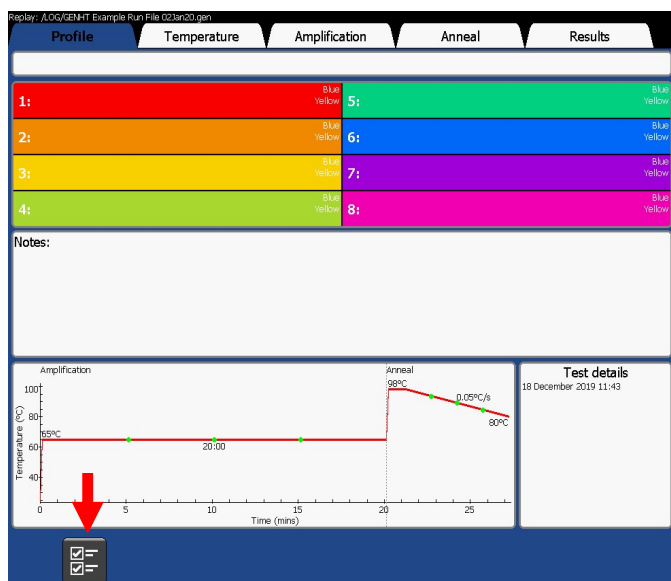 Replay: /LOG/GENHT Example Run File 02Jan20.gen
Profile Temperature Amplification Anneal Results
1: Blue Yellow 5: Blue Yellow
2: Blue Yellow 6: Blue Yellow
3: Blue Yellow 7: Blue Yellow
4: Blue Yellow 8: Blue Yellow
Notes:
Amplification Anneal
98°C
0.05°C/s
80°C
65°C
20:00
Temperature (°C)
100
80
60
40
0 5 10 15 20 25
Time (mins)
Test details
18 December 2019 11:43